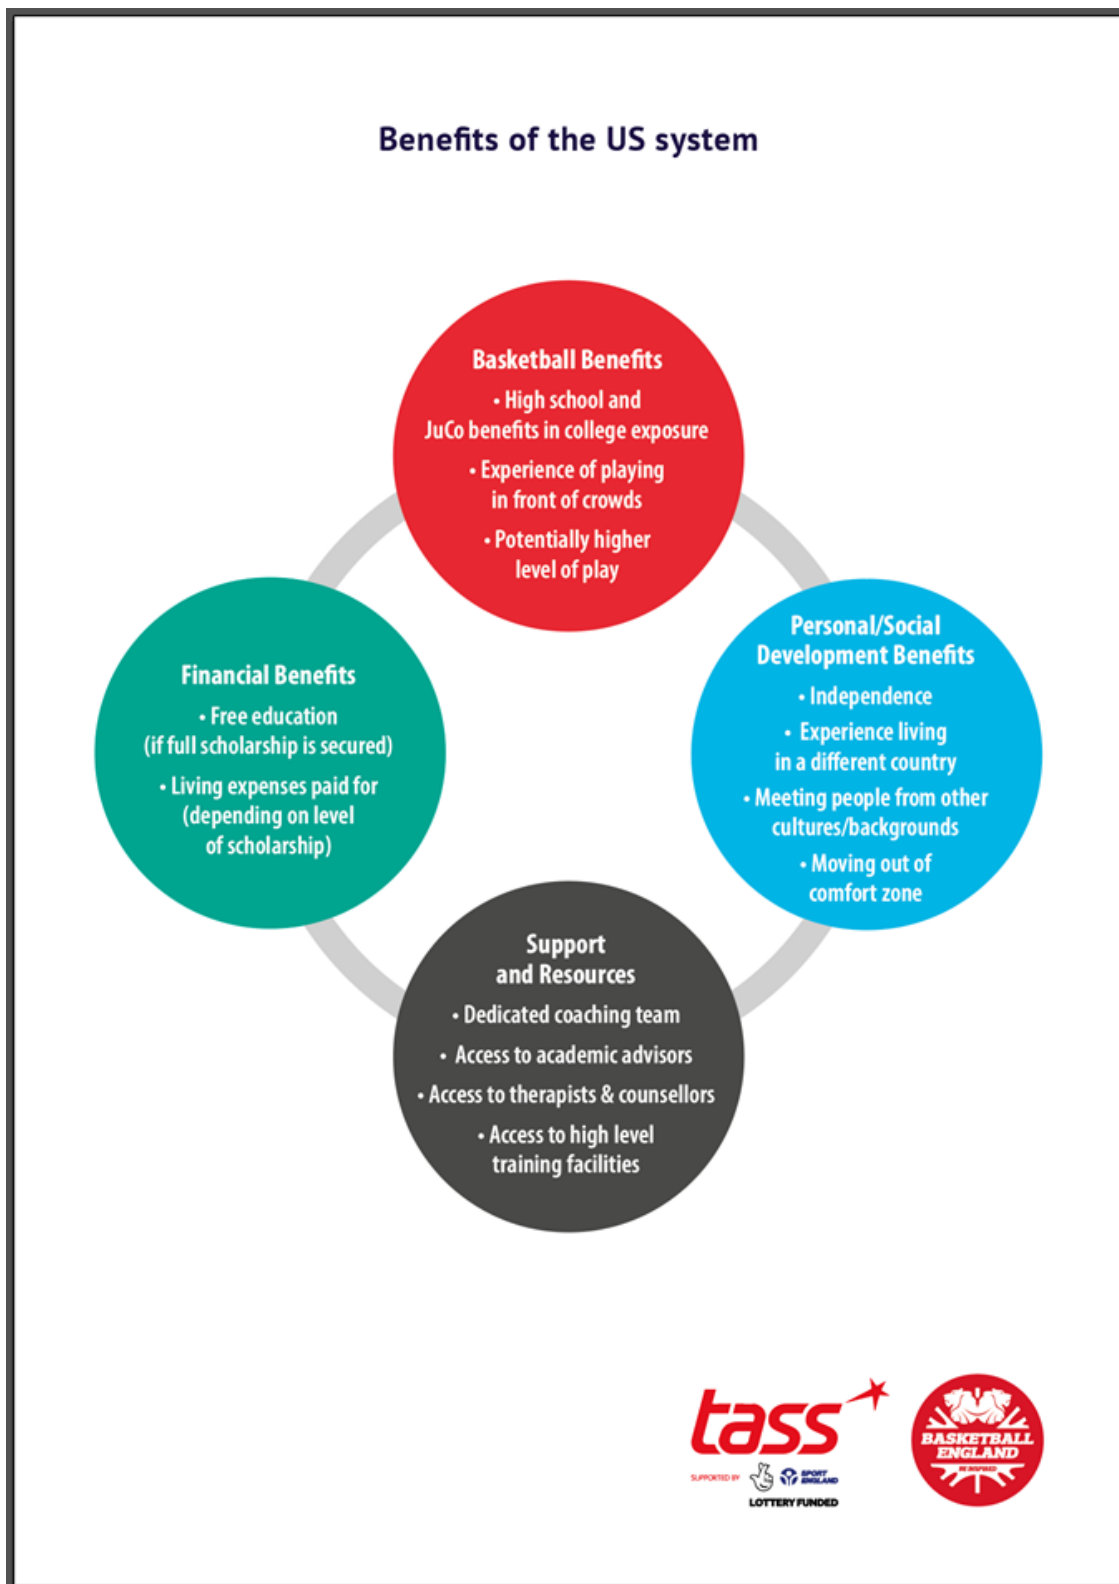 Benefits of the US system
Basketball Benefits
• High school and
JuCo benefits in college exposure
• Experience of playing
in front of crowds
• Potentially higher
level of play
Financial Benefits
• Free education
(if full scholarship is secured)
• Living expenses paid for
(depending on level
of scholarship)
Personal/Social
Development Benefits
• Independence
• Experience living
in a different country
• Meeting people from other
cultures/backgrounds
• Moving out of
comfort zone
Support
and Resources
• Dedicated coaching team
• Access to academic advisors
• Access to therapists & counsellors
• Access to high level
training facilities
tass
SUPPORTED BY
SPORT
ENGLAND
LOTTERY FUNDED
BASKETBALL
ENGLAND
BE INSPIRED